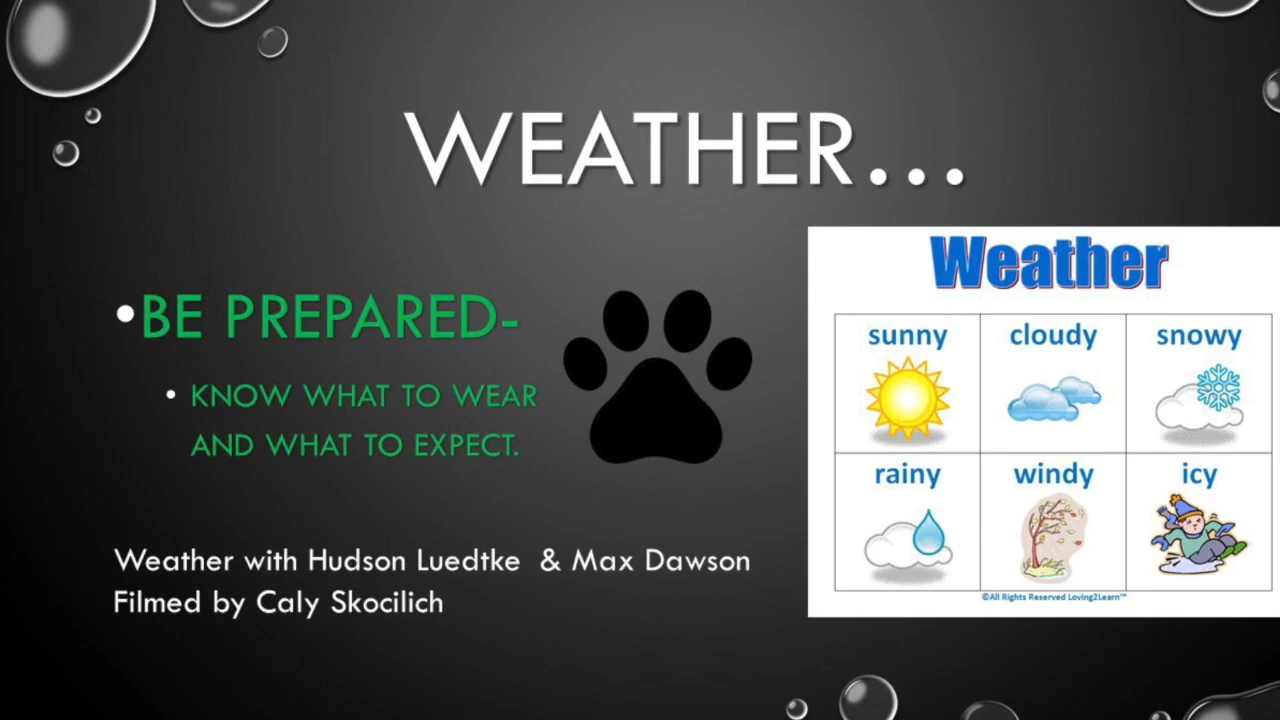 WEATHER...
•BE PREPARED-
• KNOW WHAT TO WEAR
AND WHAT TO EXPECT.
Weather with Hudson Luedtke & Max Dawson
Filmed by Caly Skocilich
Weather
sunny cloudy snowy
rainy windy icy
©All Rights Reserved Loving2Learn™